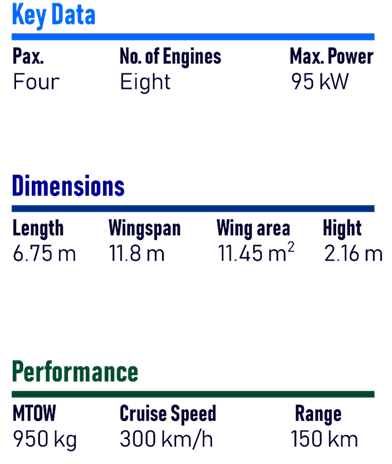 Key Data
Pax. No. of Engines Max. Power
Four Eight 95 kW
Dimensions
Length Wingspan Wing area Hight
6.75 m 11.8 m 11.45 m² 2.16 m
Performance
MTOW Cruise Speed Range
950 kg 300 km/h 150 km